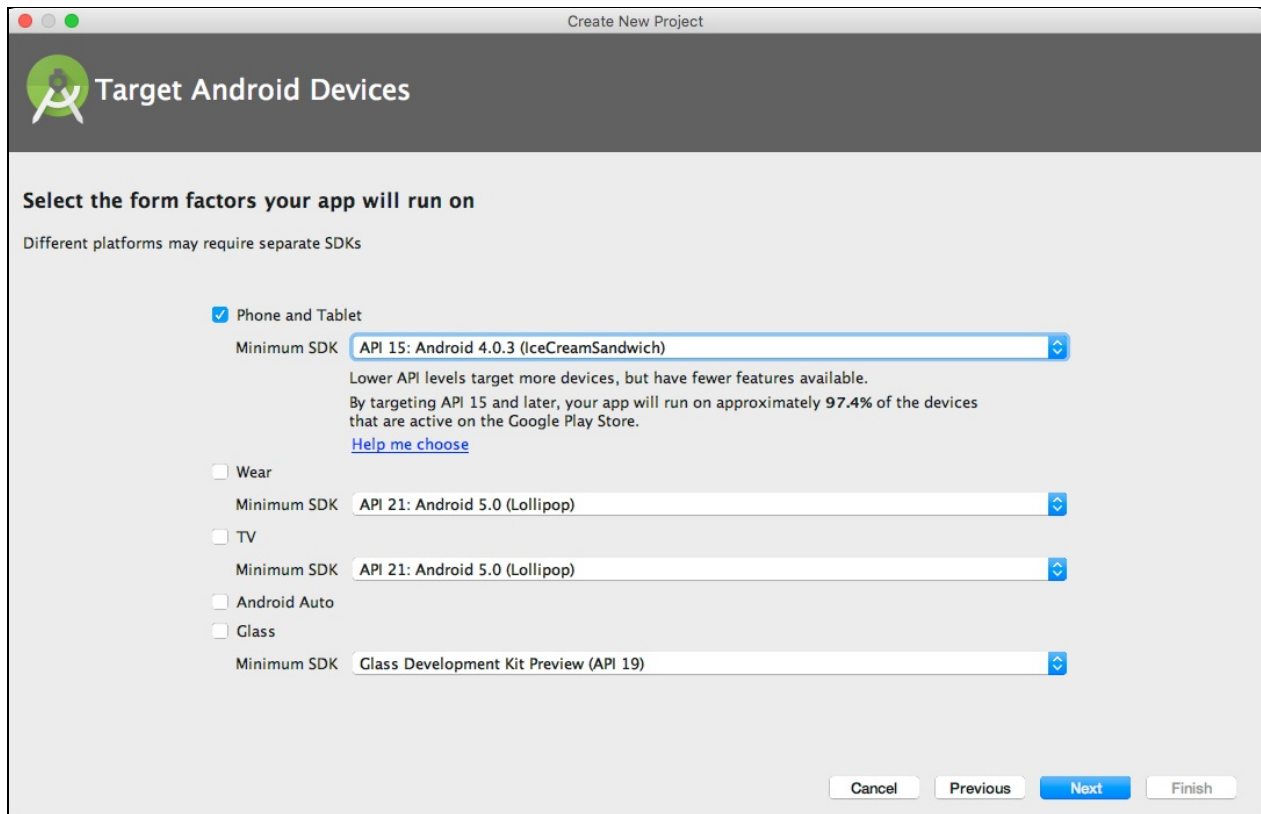 Create New Project
Target Android Devices
Select the form factors your app will run on
Different platforms may require separate SDKs
Phone and Tablet
Minimum SDK API 15: Android 4.0.3 (IceCreamSandwich)
Lower API levels target more devices, but have fewer features available.
By targeting API 15 and later, your app will run on approximately 97.4% of the devices
that are active on the Google Play Store.
Help me choose
Wear
Minimum SDK API 21: Android 5.0 (Lollipop)
TV
Minimum SDK API 21: Android 5.0 (Lollipop)
Android Auto
Glass
Minimum SDK Glass Development Kit Preview (API 19)
Cancel Previous Next Finish